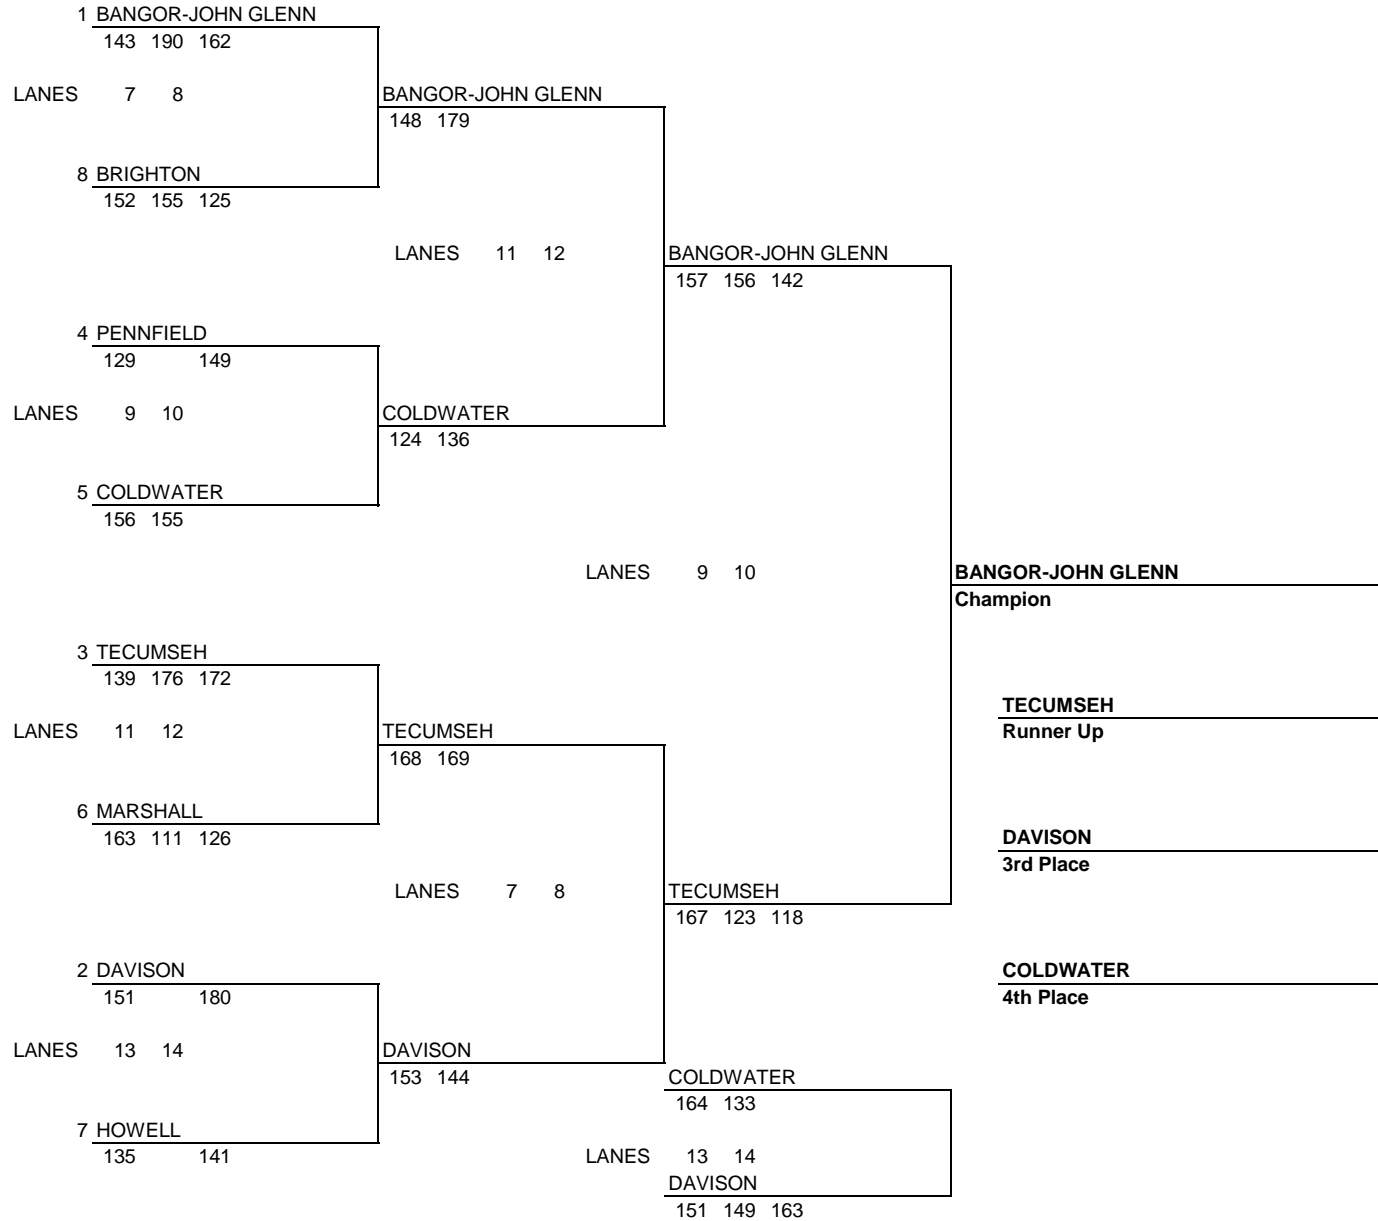 1 BANGOR-JOHN GLENN
143 190 162
LANES 7 8
BANGOR-JOHN GLENN
148 179
8 BRIGHTON
152 155 125
LANES 11 12
BANGOR-JOHN GLENN
157 156 142
4 PENNFIELD
129 149
LANES 9 10
COLDWATER
124 136
5 COLDWATER
156 155
LANES 9 10
BANGOR-JOHN GLENN
Champion
3 TECUMSEH
139 176 172
TECUMSEH
Runner Up
LANES 11 12
TECUMSEH
168 169
6 MARSHALL
163 111 126
DAVISON
3rd Place
LANES 7 8
TECUMSEH
167 123 118
2 DAVISON
151 180
COLDWATER
4th Place
LANES 13 14
DAVISON
153 144
COLDWATER
164 133
7 HOWELL
135 141
LANES 13 14
DAVISON
151 149 163